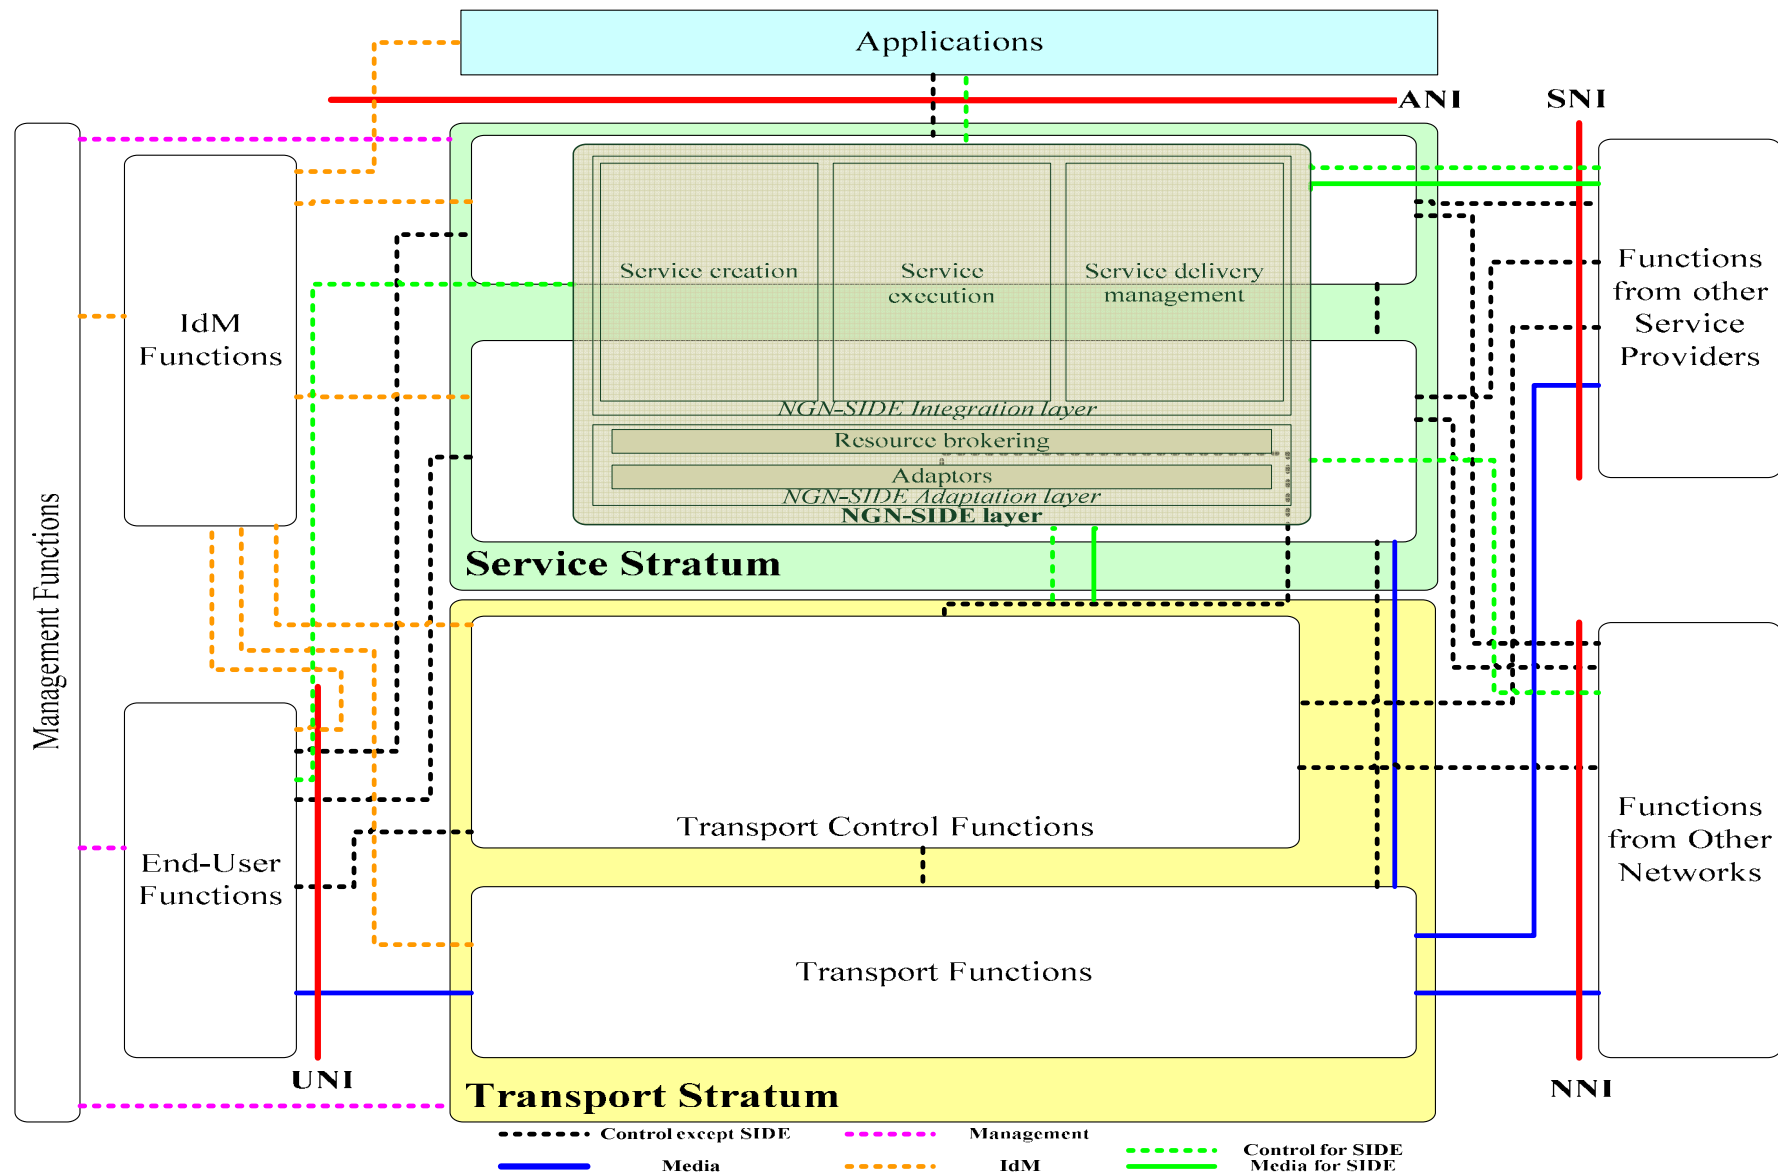 Applications
ANI
SNI
Service creation
Service
execution
Service delivery
management
Functions
from other
Service
Providers
IdM
Functions
NGN-SIDE Integration layer
Resource brokering
Adaptors
NGN-SIDE Adaptation layer
NGN-SIDE layer
Service Stratum
Management Functions
Transport Control Functions
Functions
from Other
Networks
End-User
Functions
Transport Functions
UNI
NNI
Transport Stratum
Control except SIDE
Management
Control for SIDE
Media
IdM
Media for SIDE